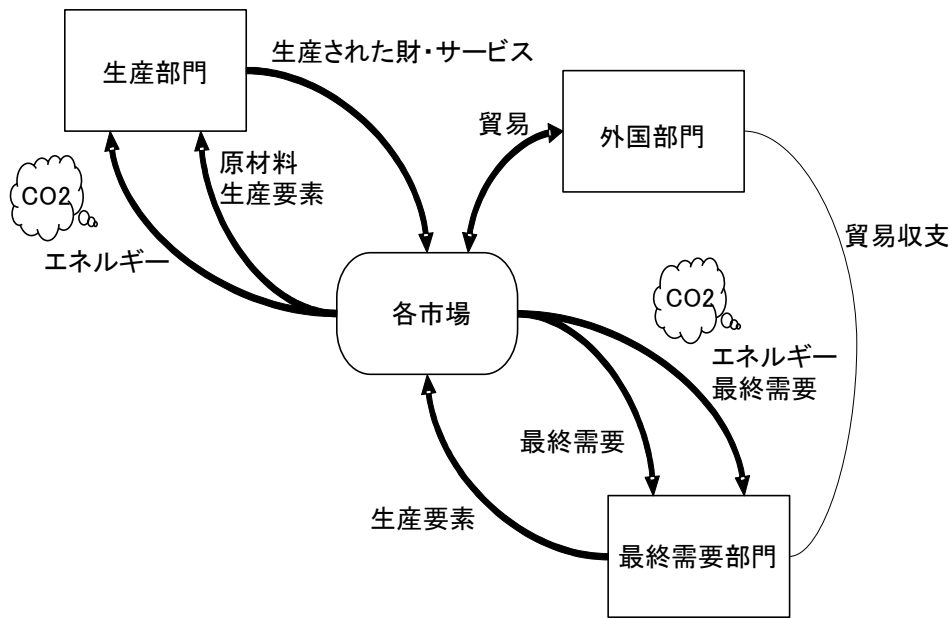 生産部門
生産された財・サービス
貿易
外国部門
原材料
生産要素
CO2
エネルギー
貿易収支
各市場
CO2
エネルギー
最終需要
最終需要
生産要素
最終需要部門